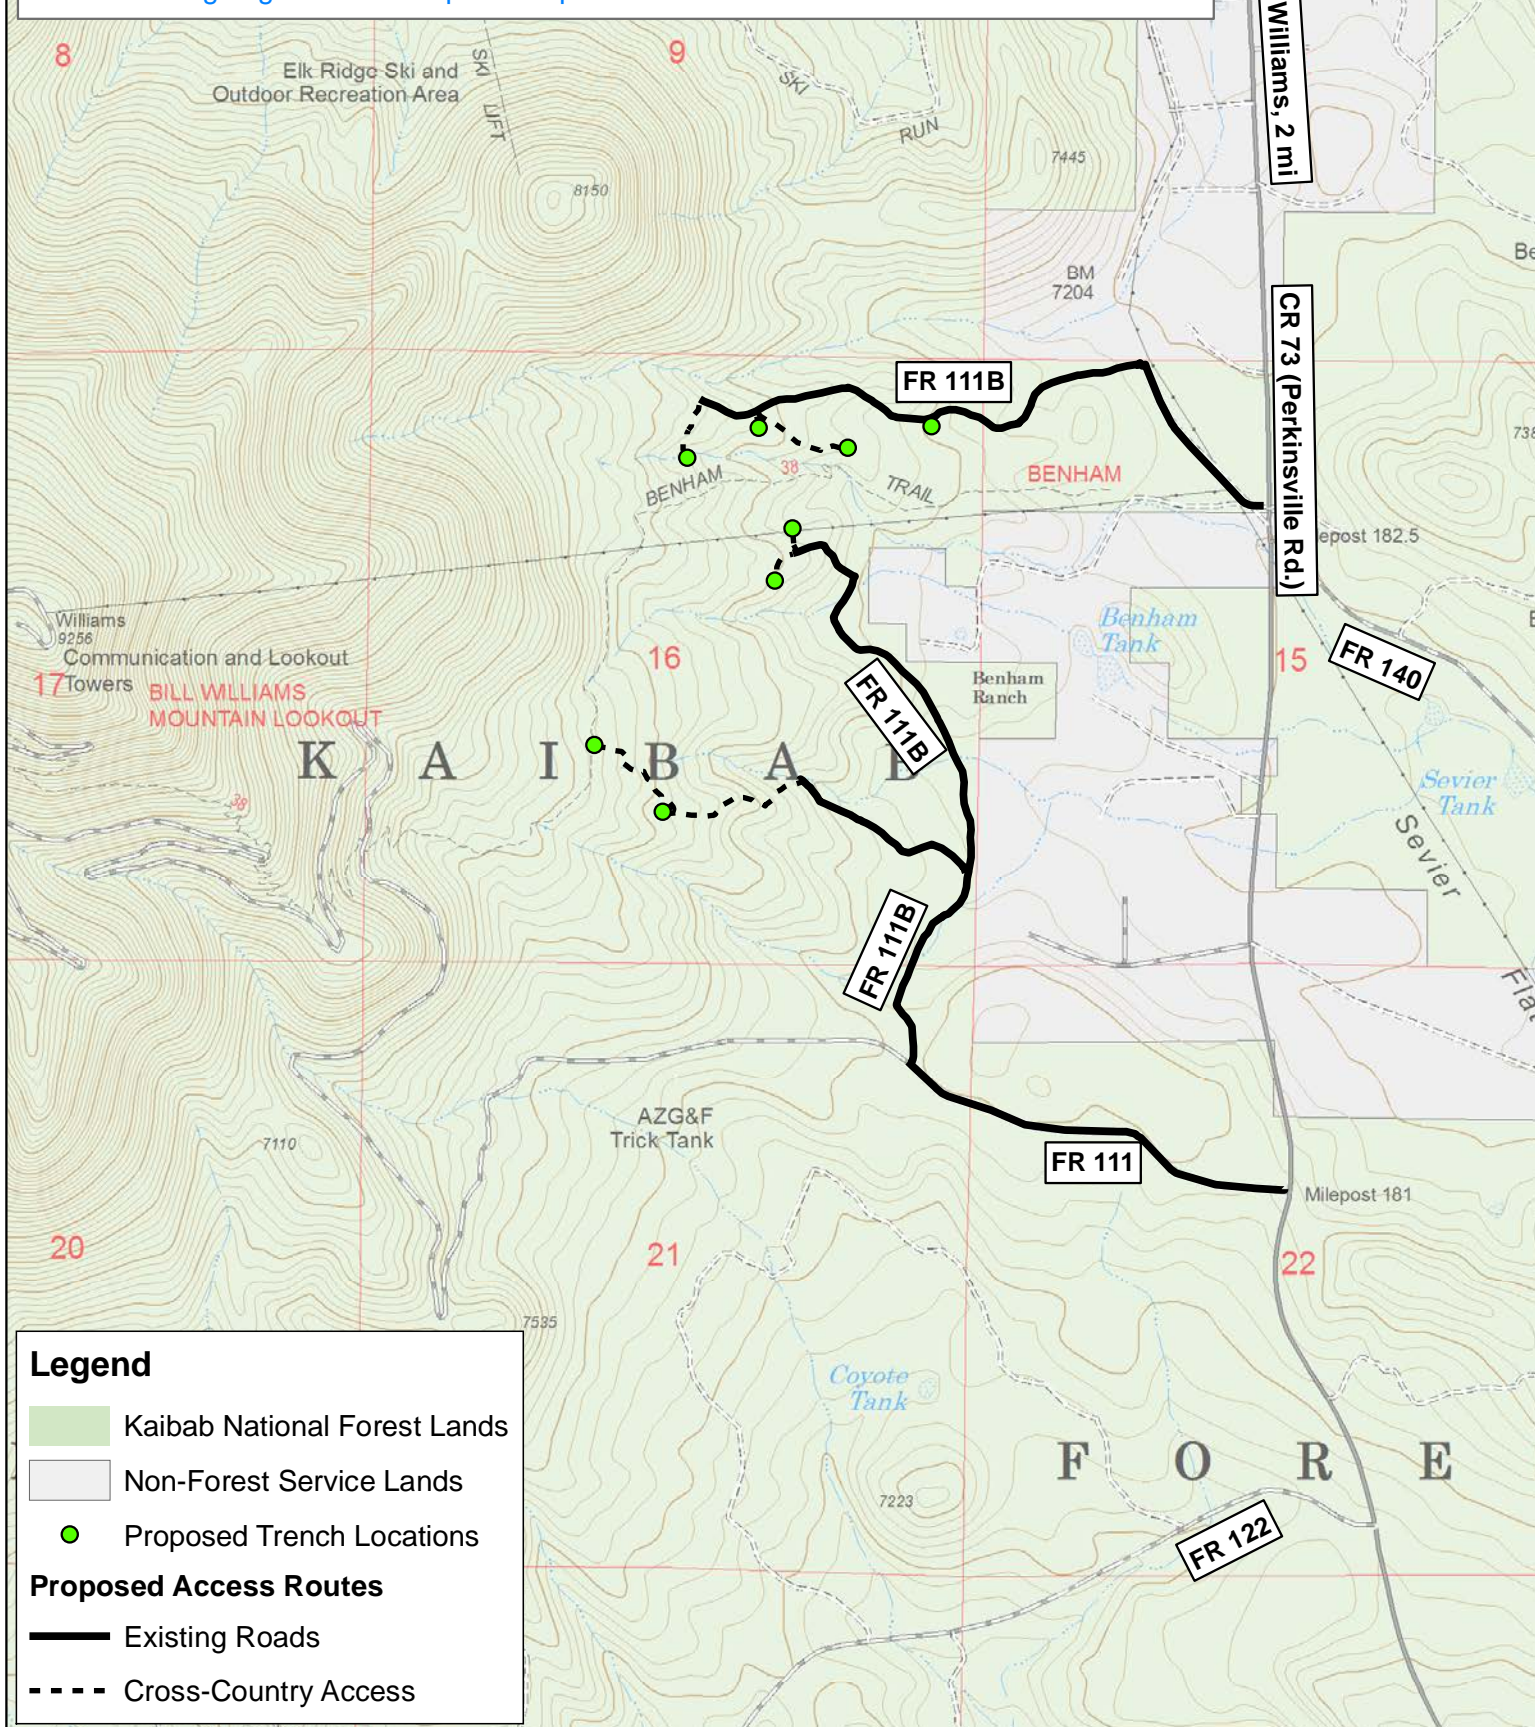 8
9
Elk Ridge Ski and
Outdoor Recreation Area
SKI
LIFT
SKI
RUN
8150
7445
Williams, 2 mi
BM
7204
CR 73 (Perkinsville Rd.)
FR 111B
38
BENHAM
TRAIL
BENHAM
epost 182.5
Williams
9256
Communication and Lookout
Towers
17
BILL WILLIAMS
MOUNTAIN LOOKOUT
16
Benham
Tank
15
FR 140
Benham
Ranch
FR 111B
K A I B A B
38
Sevier
Tank
Sevier
FR 111B
AZG&F
Trick Tank
7110
FR 111
Milepost 181
20
21
22
7535
Coyote
Tank
7223
F O R E
FR 122
Legend
Kaibab National Forest Lands
Non-Forest Service Lands
Proposed Trench Locations
Proposed Access Routes
Existing Roads
Cross-Country Access